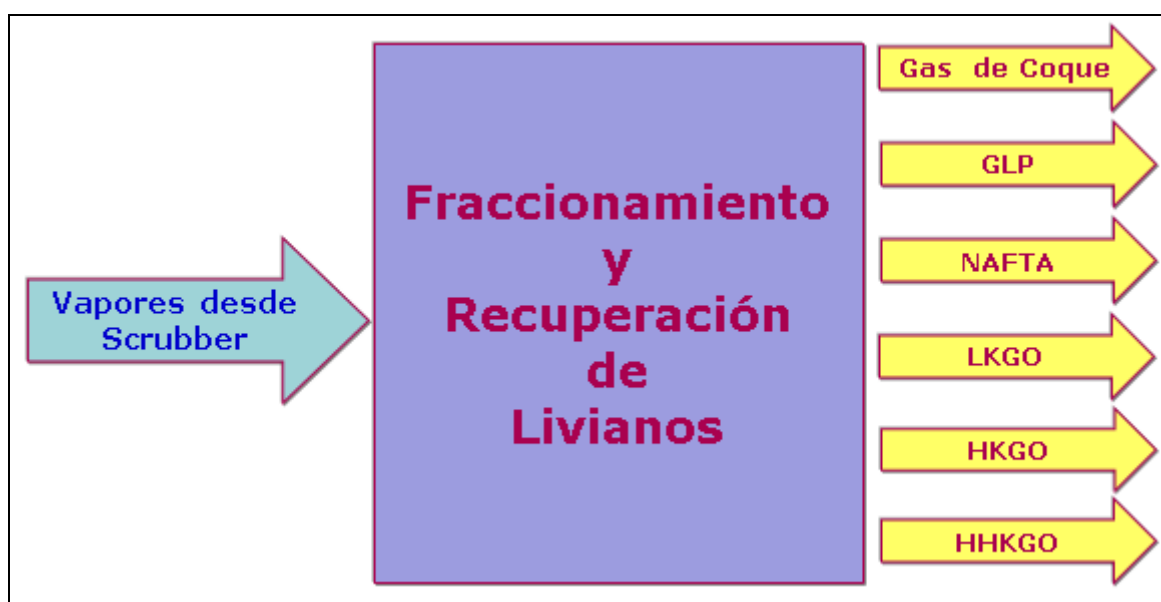 Vapores desde
Scrubber
Fraccionamiento
y
Recuperación
de
Livianos
Gas de Coque
GLP
NAFTA
LKGO
HKGO
HHKGO